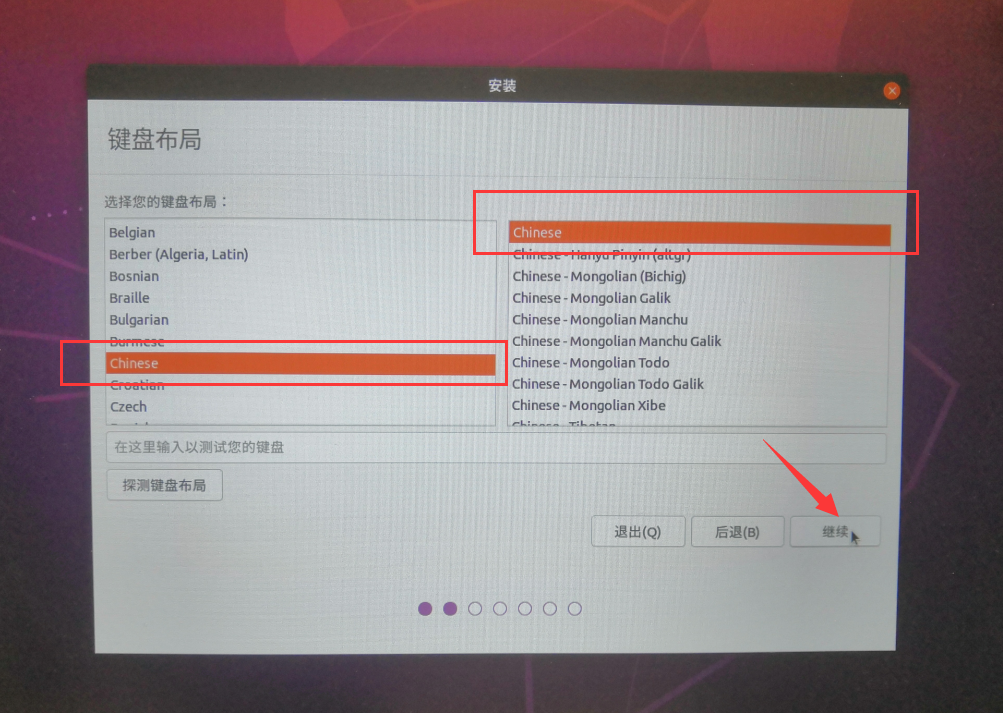 安装
键盘布局
选择您的键盘布局：
Belgian
Berber (Algeria, Latin)
Bosnian
Braille
Bulgarian
Burmese
Chinese
Croatian
Czech
Chinese
Chinese - Hanyu Pinyin (altgr)
Chinese - Mongolian (Bichig)
Chinese - Mongolian Galik
Chinese - Mongolian Manchu
Chinese - Mongolian Manchu Galik
Chinese - Mongolian Todo
Chinese - Mongolian Todo Galik
Chinese - Mongolian Xibe
Chinese - Tibetan
在这里输入以测试您的键盘
探测键盘布局
退出(Q)
后退(B)
继续